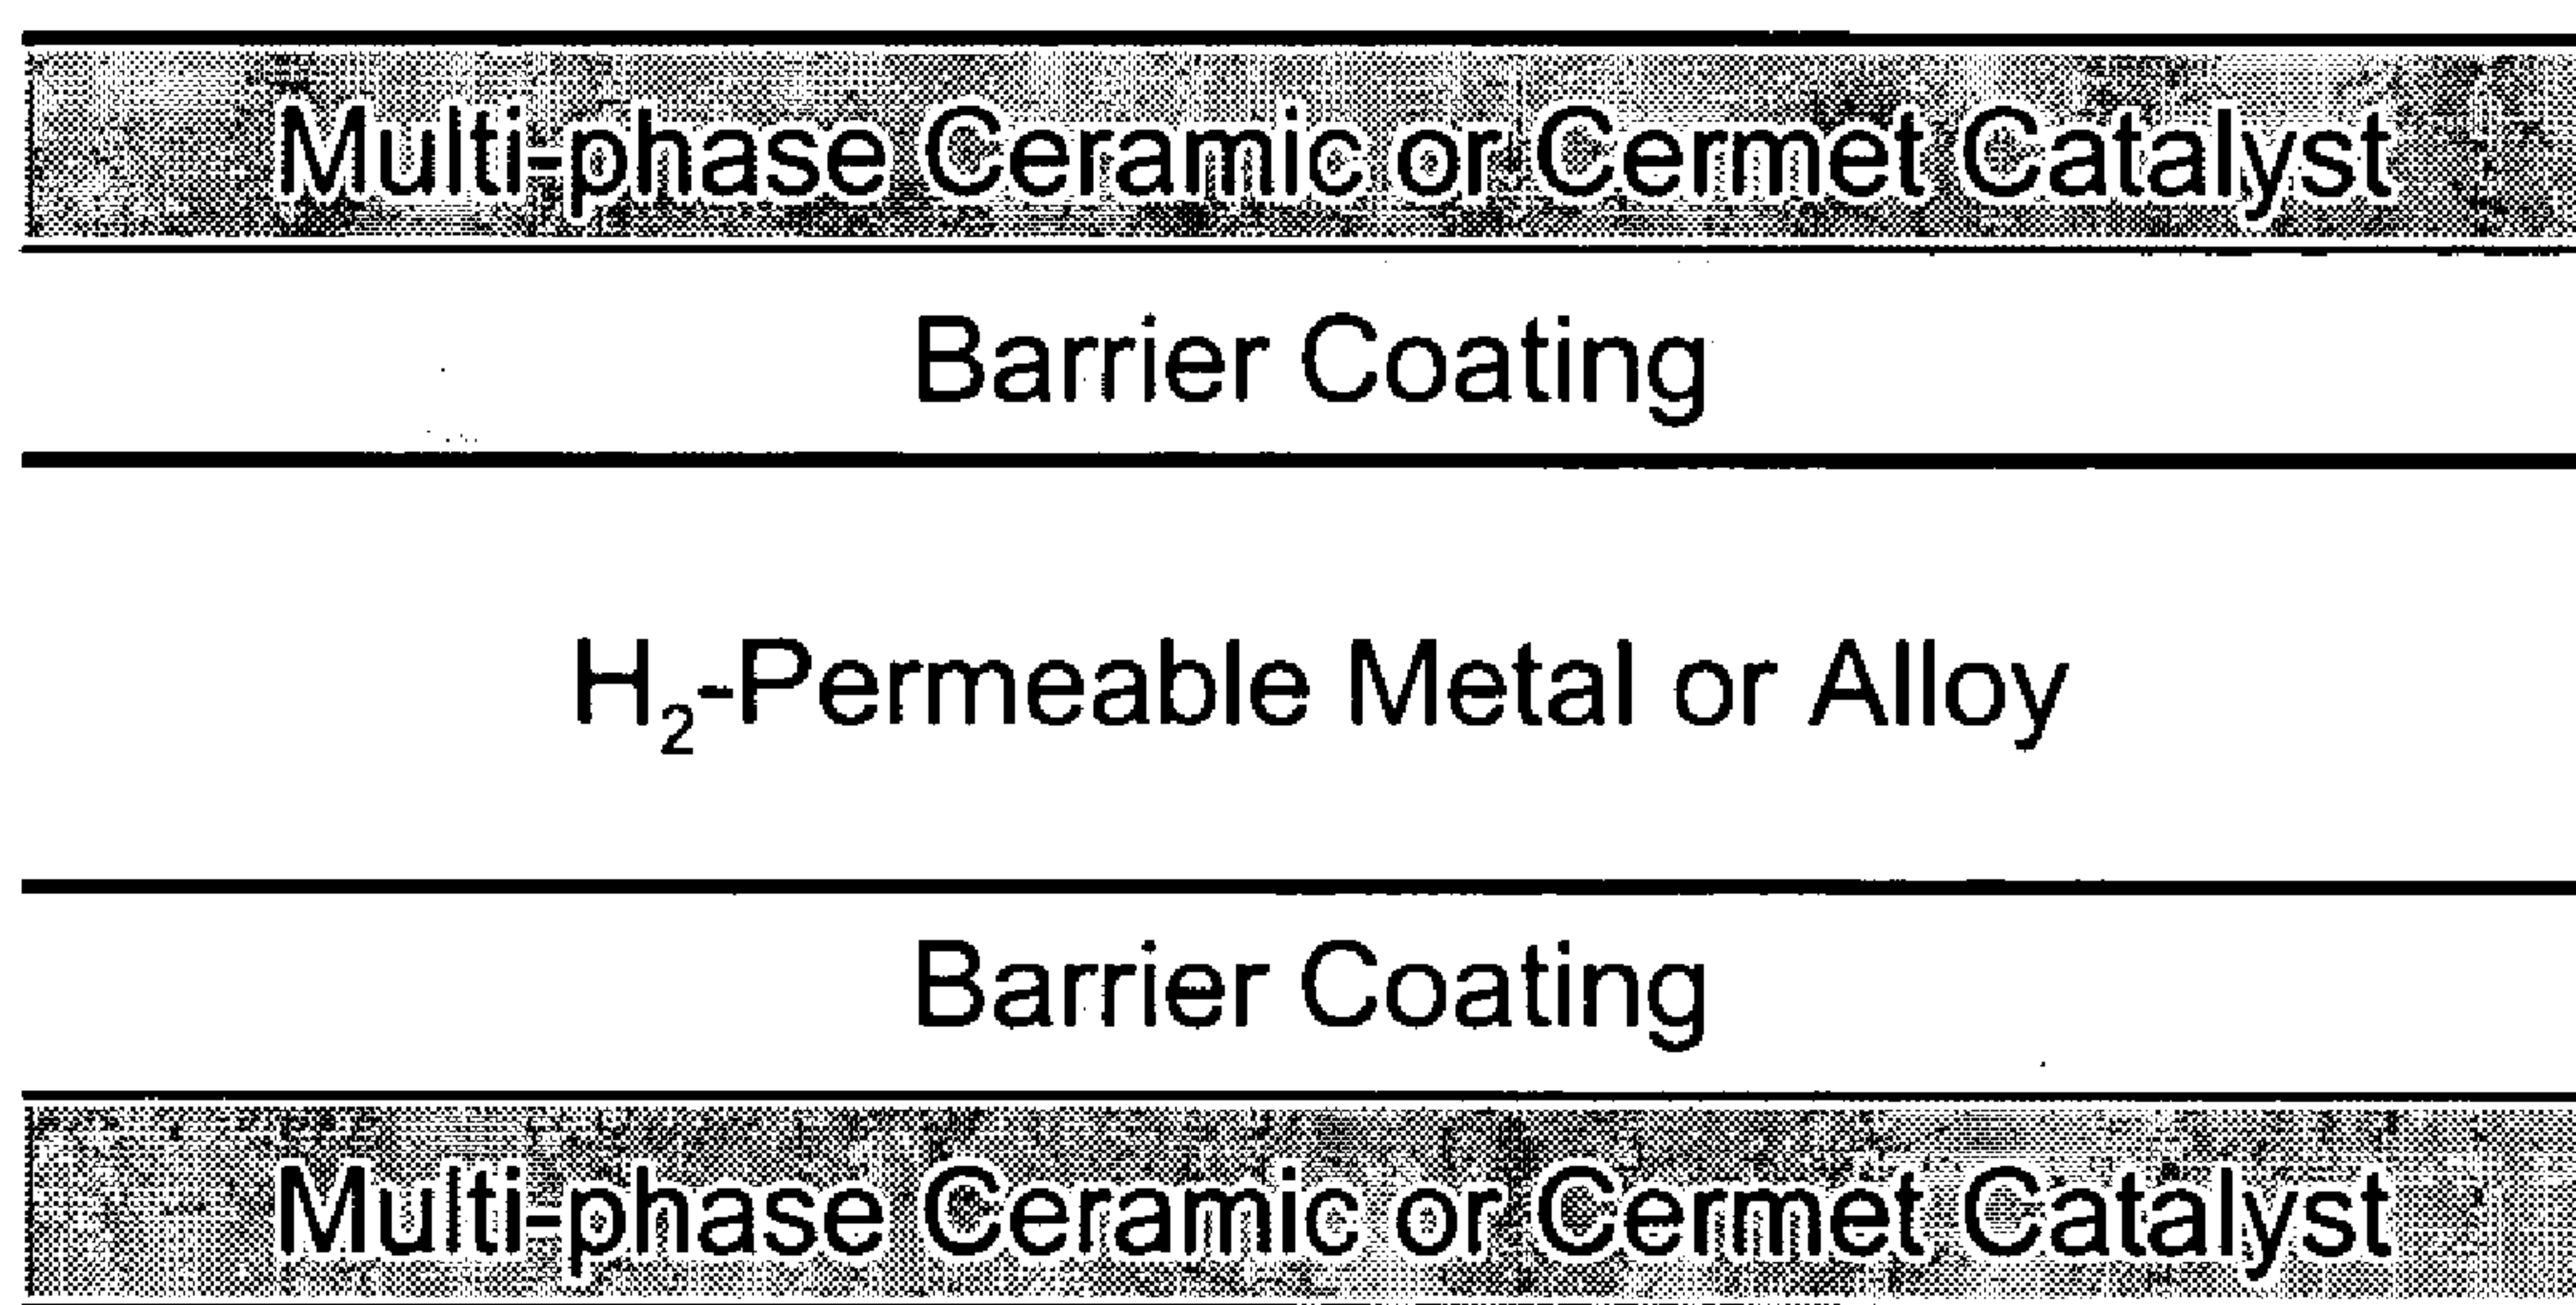 Multi-phase Ceramic or Cermet Catalyst
Barrier Coating
H₂-Permeable Metal or Alloy
Barrier Coating
Multi-phase Ceramic or Cermet Catalyst